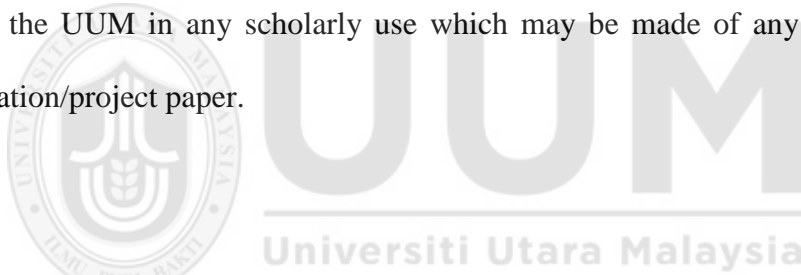 the UUM in any scholarly use which may be made of any
ation/project paper.
UUM
Universiti Utara Malaysia